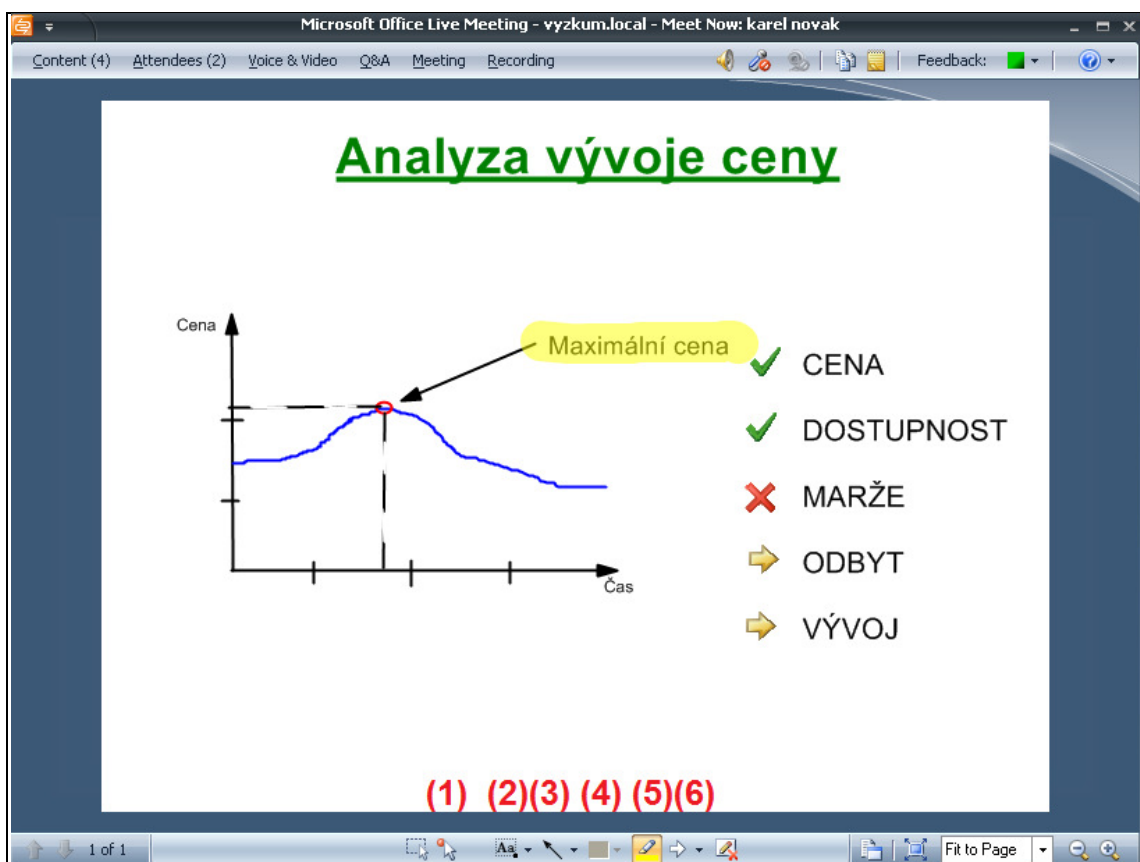 Microsoft Office Live Meeting - vyzkum.local - Meet Now: karel novak
Content (4) Attendees (2) Voice & Video Q&A Meeting Recording Feedback:
Analyza vývoje ceny
Cena
Maximální cena
Čas
CENA
DOSTUPNOST
MARŽE
ODBYT
VÝVOJ
(1) (2)(3) (4) (5)(6)
1 of 1 Aa Fit to Page